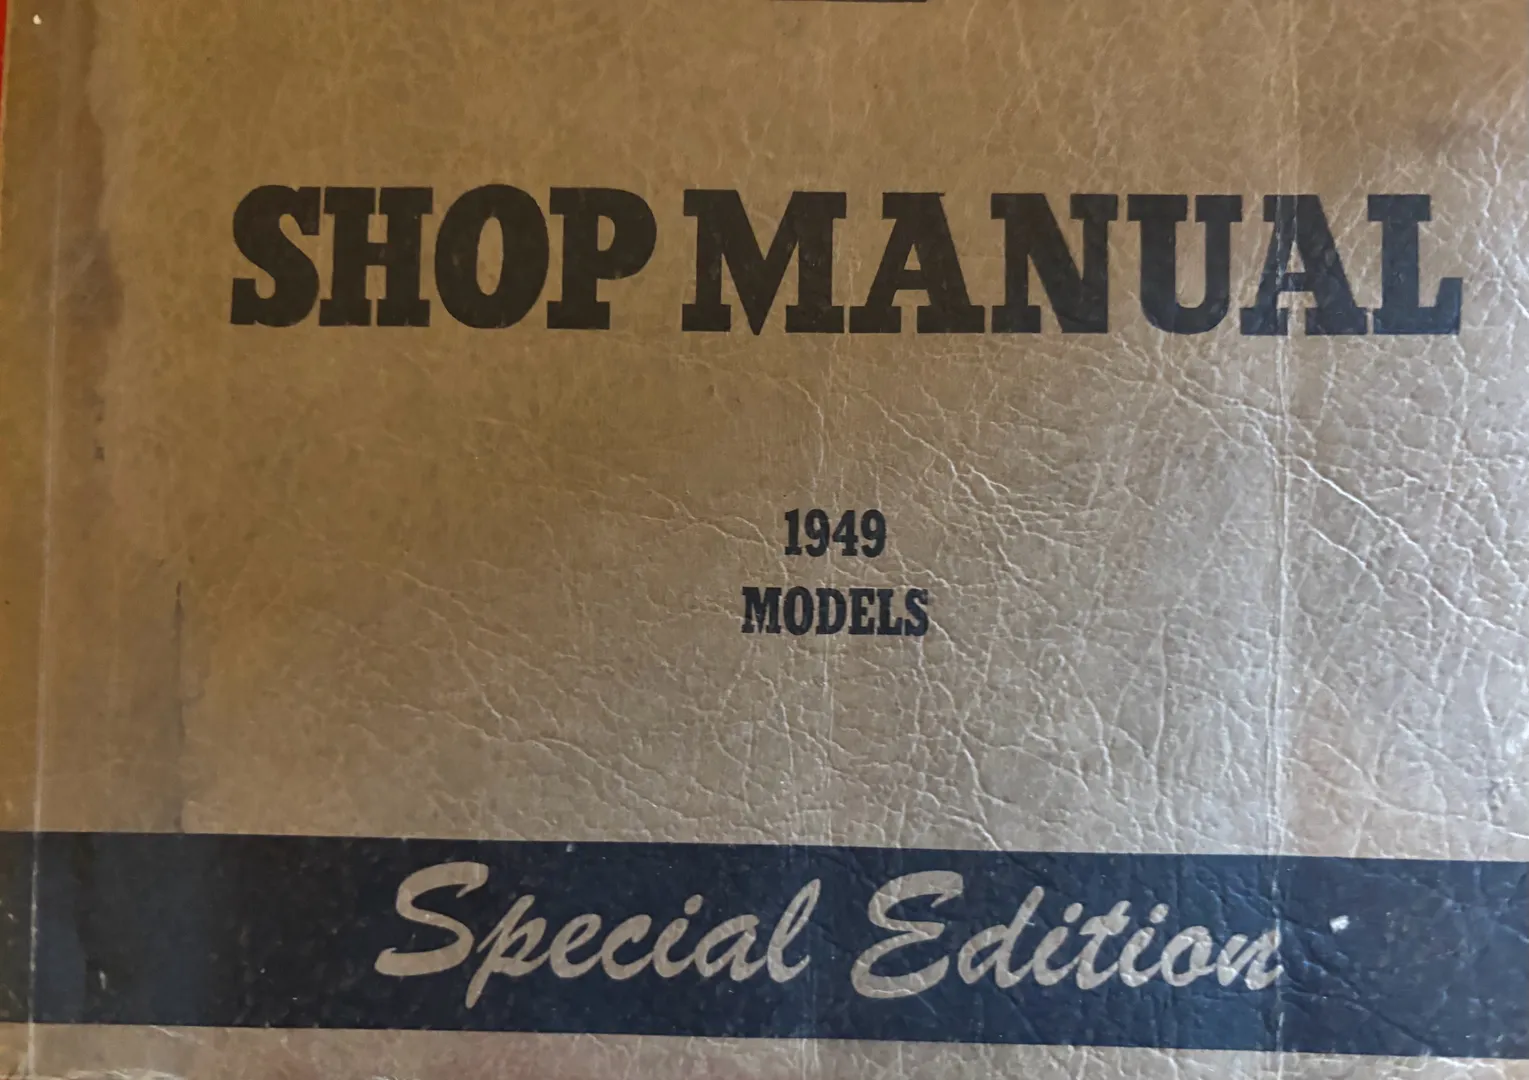 SHOP MANUAL
1949
MODELS
Special Edition